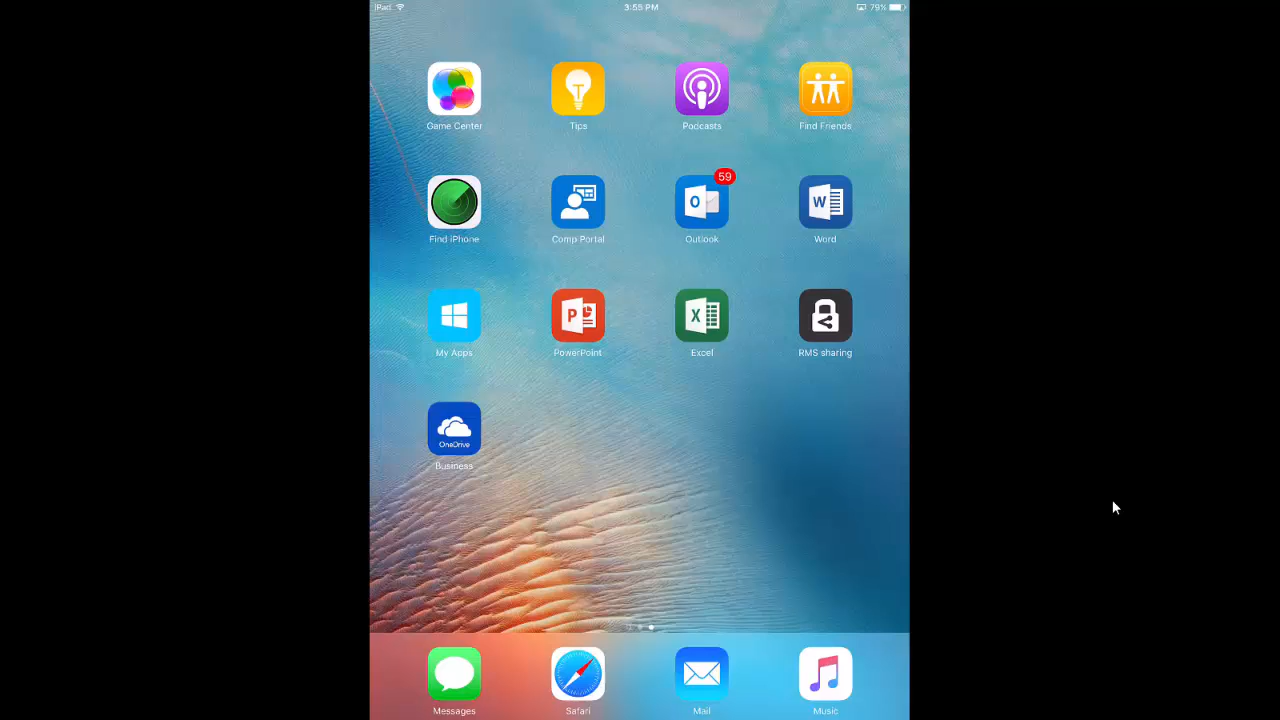 iPad
3:55 PM
79%
Game Center
Tips
Podcasts
Find Friends
59
Find iPhone
Comp Portal
Outlook
Word
My Apps
PowerPoint
Excel
RMS sharing
OneDrive
Business
Messages
Safari
Mail
Music